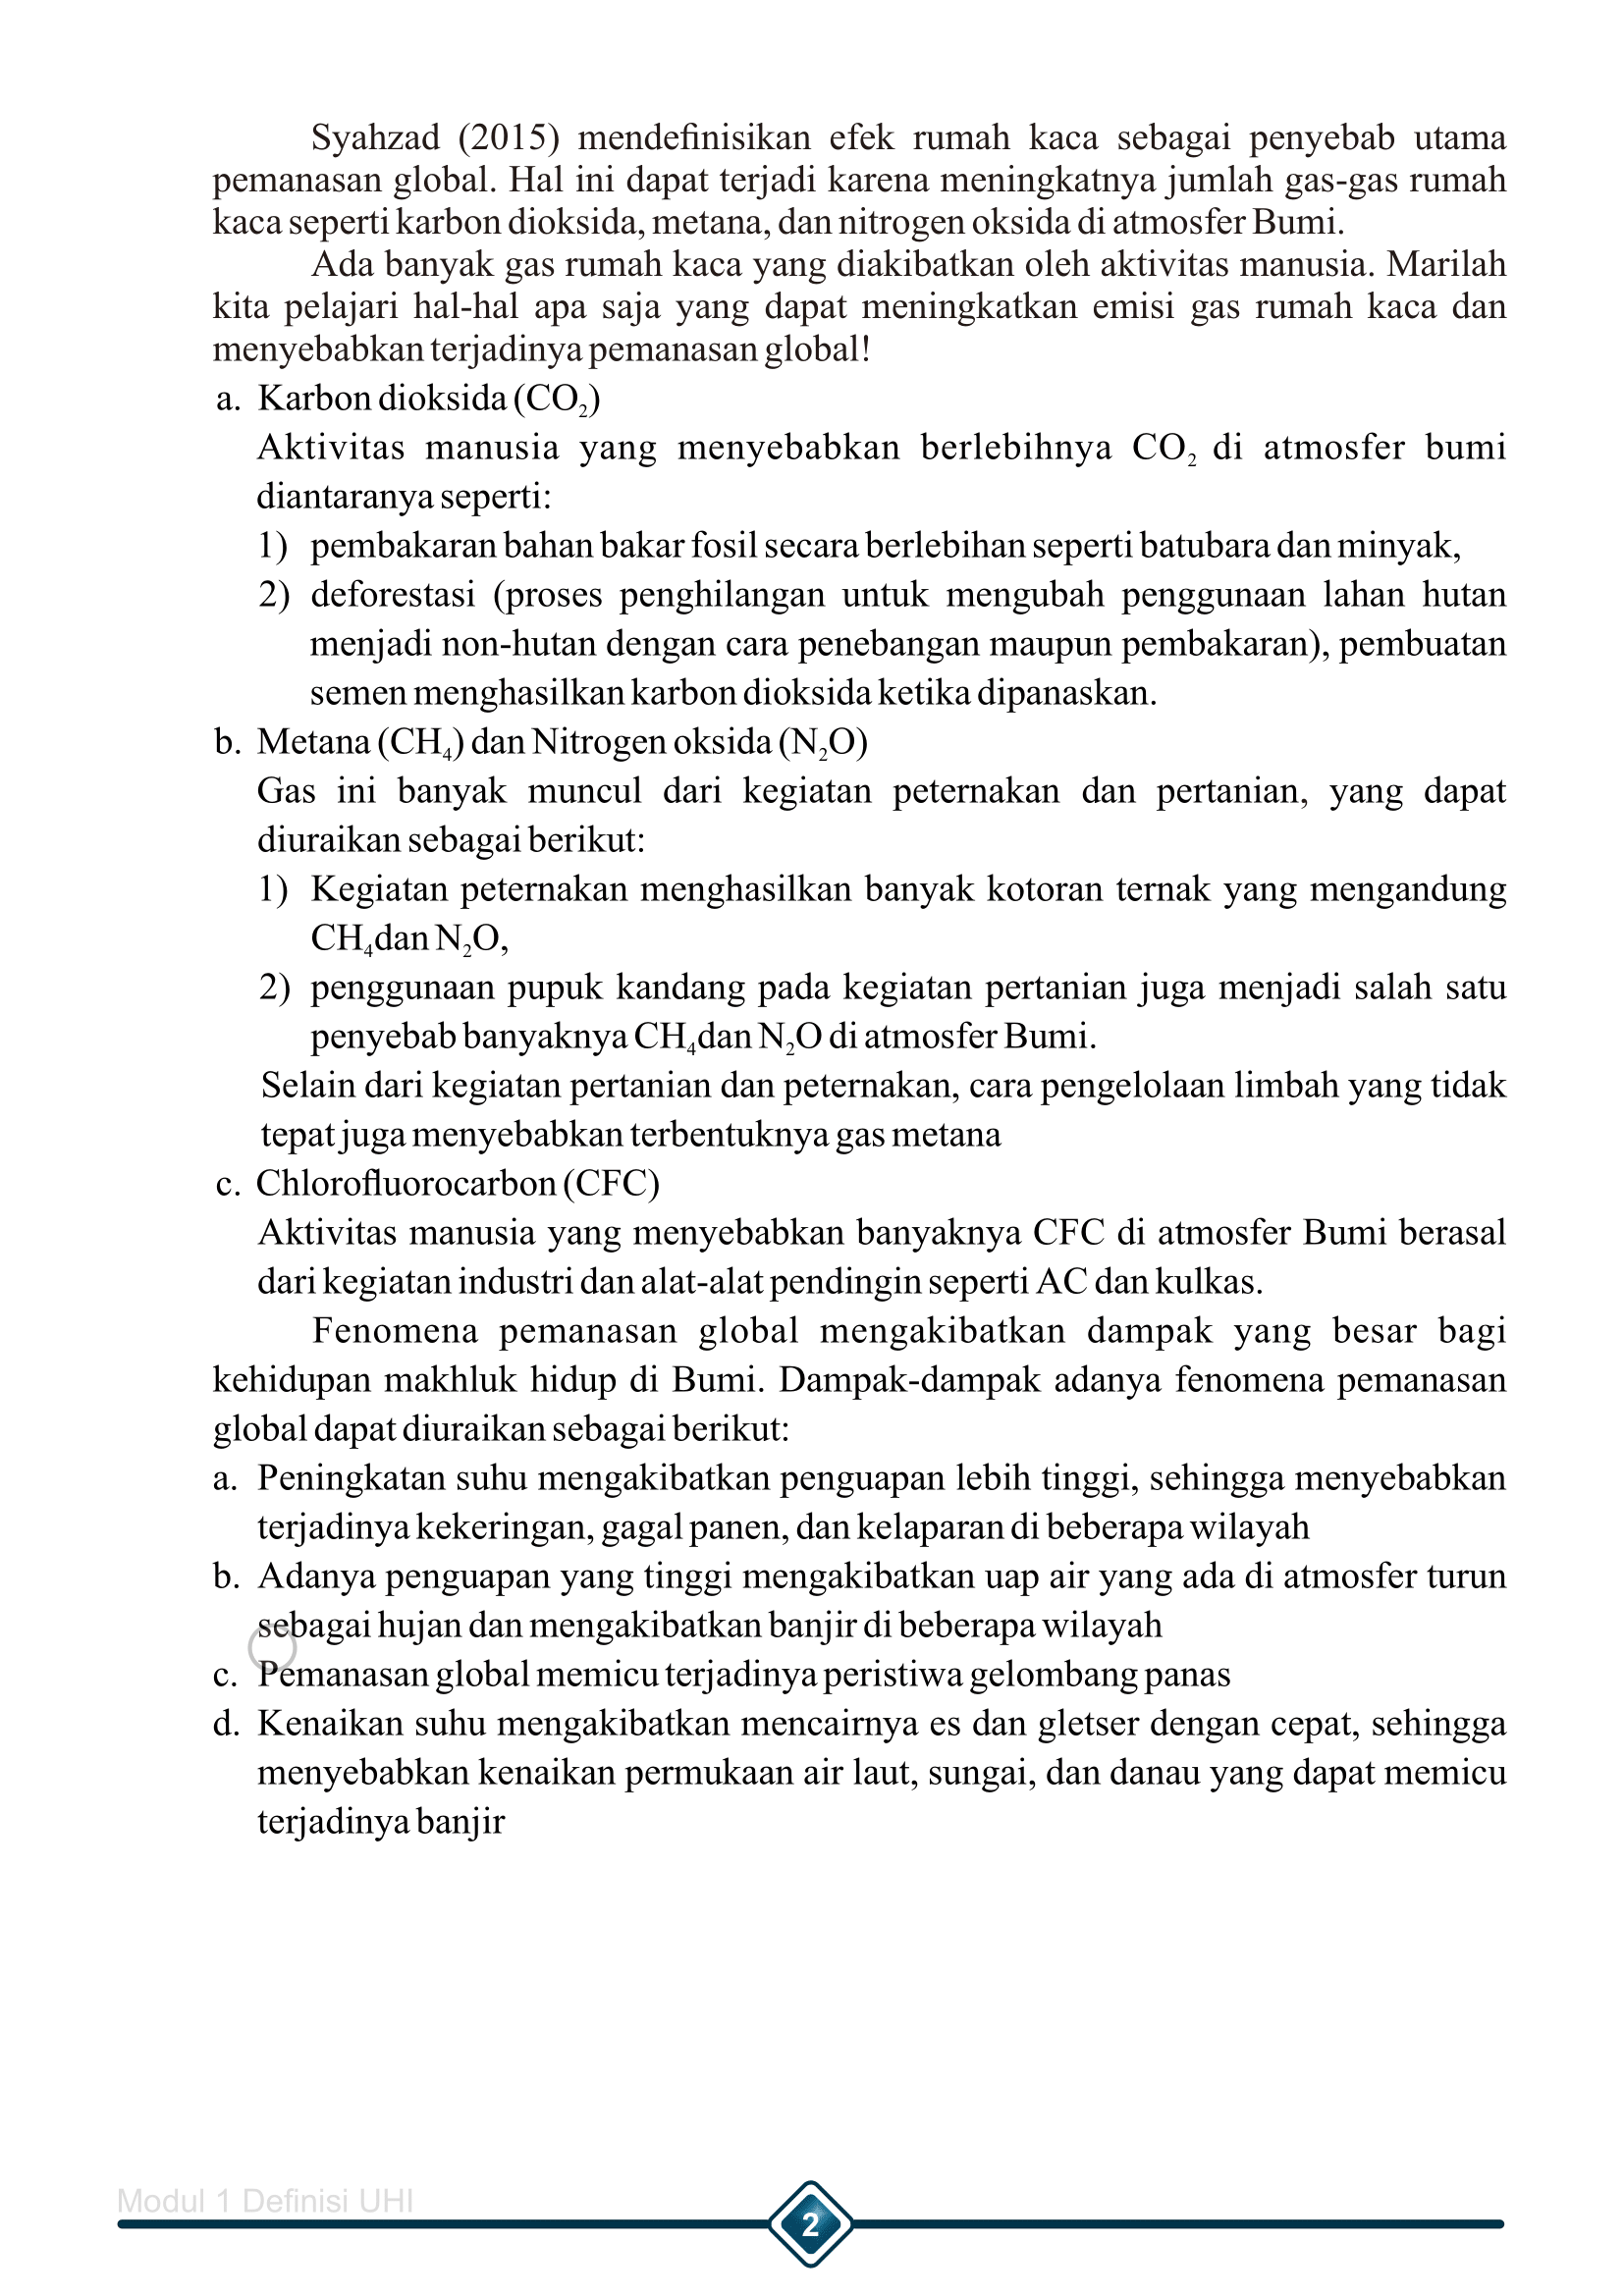 Syahzad (2015) mendefinisikan efek rumah kaca sebagai penyebab utama
pemanasan global. Hal ini dapat terjadi karena meningkatnya jumlah gas-gas rumah
kaca seperti karbon dioksida, metana, dan nitrogen oksida di atmosfer Bumi.
Ada banyak gas rumah kaca yang diakibatkan oleh aktivitas manusia. Marilah
kita pelajari hal-hal apa saja yang dapat meningkatkan emisi gas rumah kaca dan
menyebabkan terjadinya pemanasan global!
a. Karbon dioksida (CO₂)
Aktivitas manusia yang menyebabkan berlebihnya CO₂ di atmosfer bumi
diantaranya seperti:
1) pembakaran bahan bakar fosil secara berlebihan seperti batubara dan minyak,
2) deforestasi (proses penghilangan untuk mengubah penggunaan lahan hutan
menjadi non-hutan dengan cara penebangan maupun pembakaran), pembuatan
semen menghasilkan karbon dioksida ketika dipanaskan.
b. Metana (CH₄) dan Nitrogen oksida (N₂O)
Gas ini banyak muncul dari kegiatan peternakan dan pertanian, yang dapat
diuraikan sebagai berikut:
1) Kegiatan peternakan menghasilkan banyak kotoran ternak yang mengandung
CH₄dan N₂O,
2) penggunaan pupuk kandang pada kegiatan pertanian juga menjadi salah satu
penyebab banyaknya CH₄dan N₂O di atmosfer Bumi.
Selain dari kegiatan pertanian dan peternakan, cara pengelolaan limbah yang tidak
tepat juga menyebabkan terbentuknya gas metana
c. Chlorofluorocarbon (CFC)
Aktivitas manusia yang menyebabkan banyaknya CFC di atmosfer Bumi berasal
dari kegiatan industri dan alat-alat pendingin seperti AC dan kulkas.
Fenomena pemanasan global mengakibatkan dampak yang besar bagi
kehidupan makhluk hidup di Bumi. Dampak-dampak adanya fenomena pemanasan
global dapat diuraikan sebagai berikut:
a. Peningkatan suhu mengakibatkan penguapan lebih tinggi, sehingga menyebabkan
terjadinya kekeringan, gagal panen, dan kelaparan di beberapa wilayah
b. Adanya penguapan yang tinggi mengakibatkan uap air yang ada di atmosfer turun
sebagai hujan dan mengakibatkan banjir di beberapa wilayah
c. Pemanasan global memicu terjadinya peristiwa gelombang panas
d. Kenaikan suhu mengakibatkan mencairnya es dan gletser dengan cepat, sehingga
menyebabkan kenaikan permukaan air laut, sungai, dan danau yang dapat memicu
terjadinya banjir
Modul 1 Definisi UHI
2